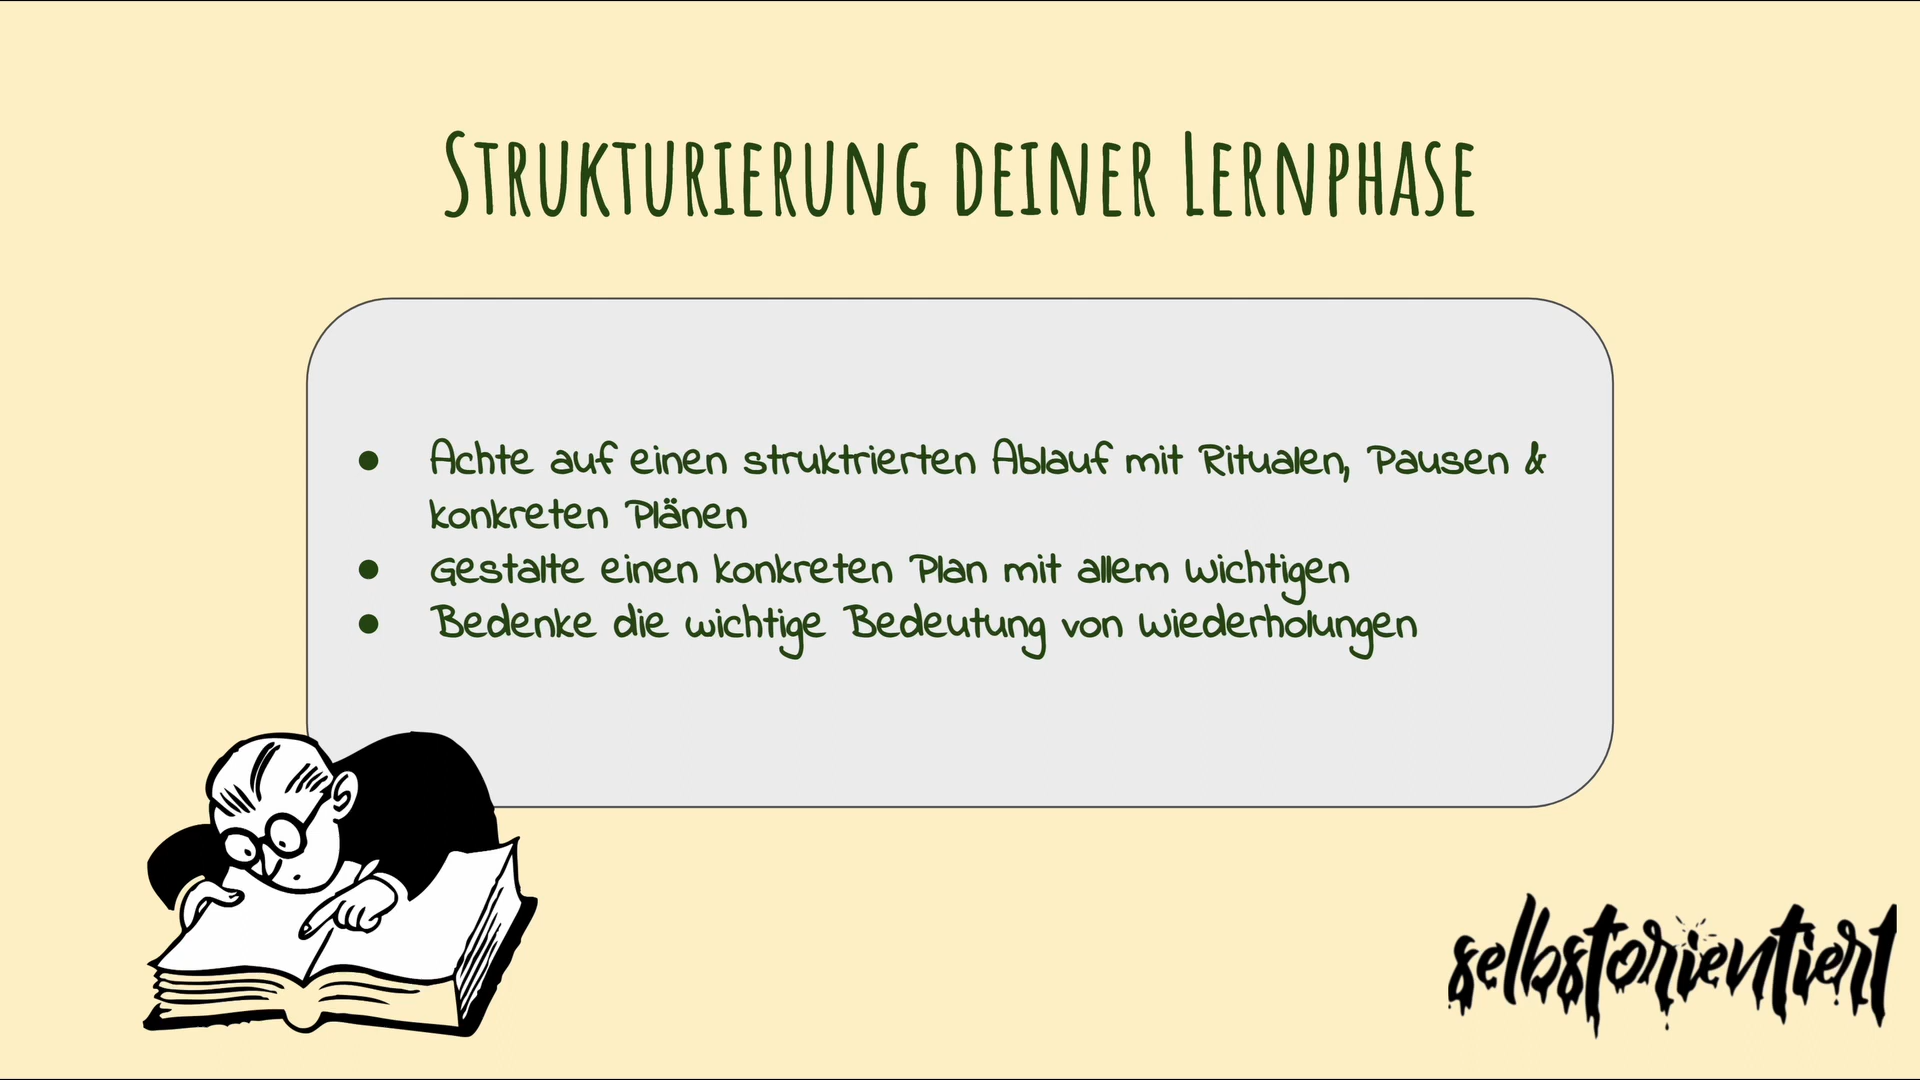 Strukturierung deiner Lernphase
● Achte auf einen struktrierten Ablauf mit Ritualen, Pausen &
konkreten Plänen
● Gestalte einen konkreten Plan mit allem wichtigen
● Bedenke die wichtige Bedeutung von Wiederholungen
selbstorientiert